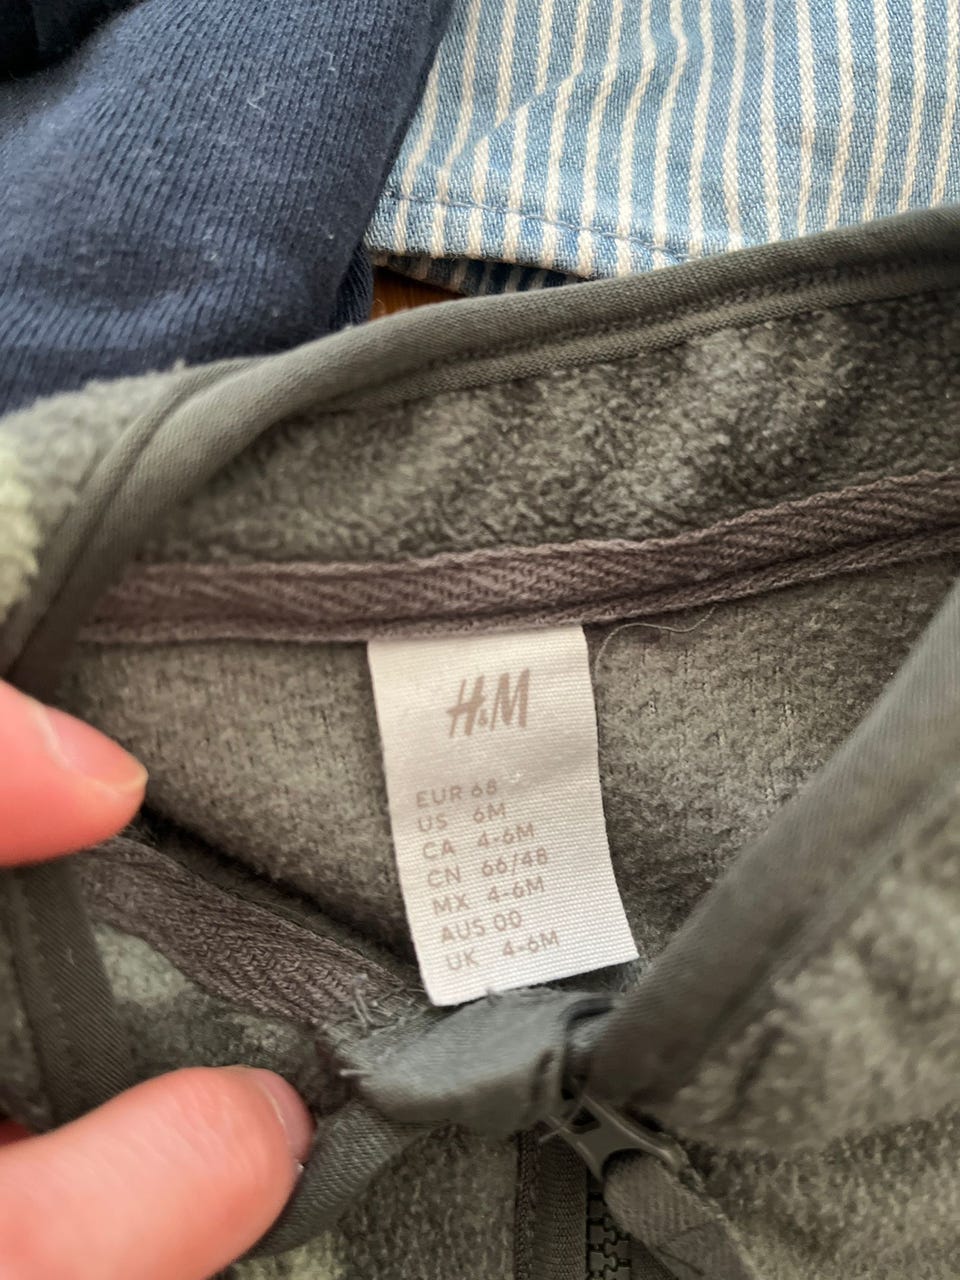 H&M
EUR 68
US 6M
CA 4-6M
CN 66/48
MX 4-6M
AUS 00
UK 4-6M